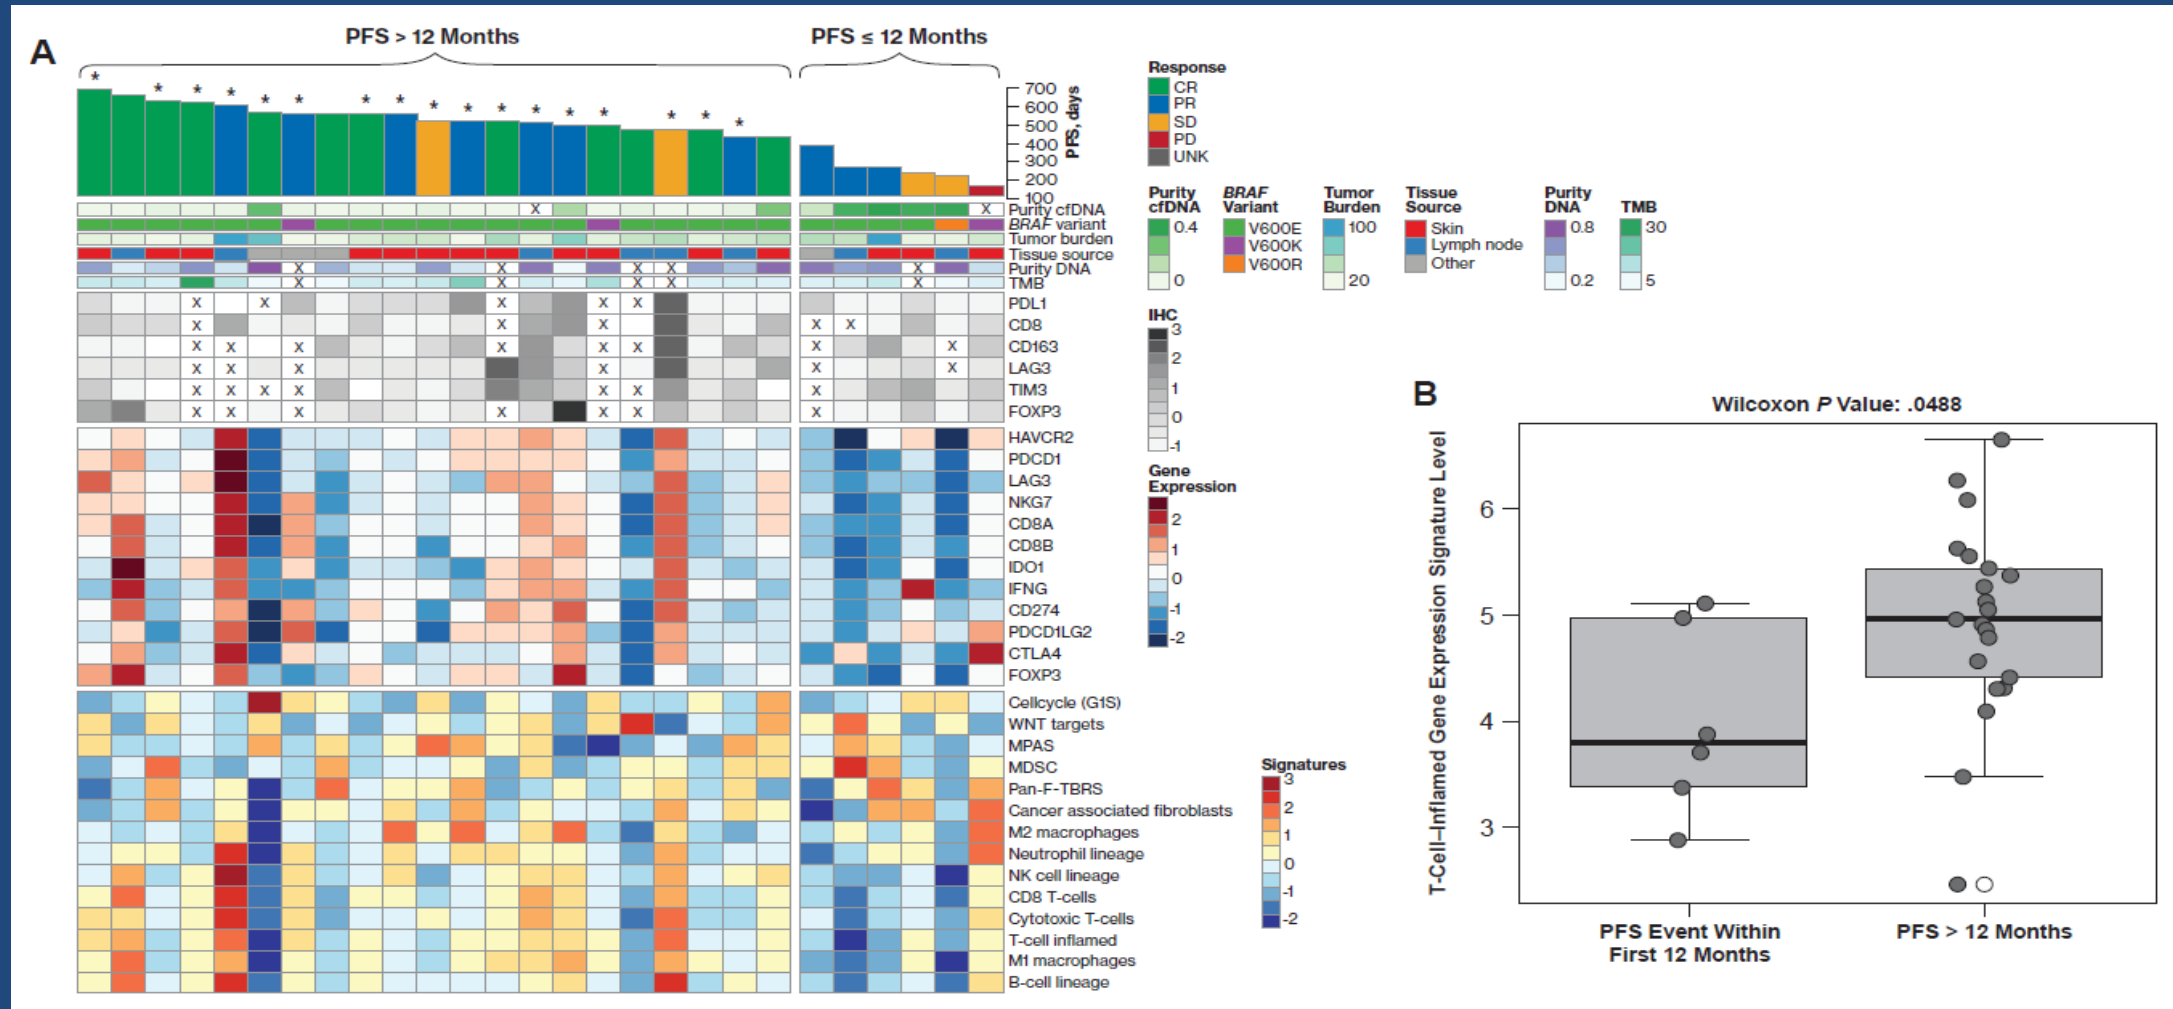 A
PFS > 12 Months
PFS ≤ 12 Months
* * * * * * * * * * * * * * * * *
700
600
500
400
300
200
100
PFS, days
Purity cfDNA
BRAF variant
Tumor burden
Tissue source
Purity DNA
TMB
PDL1
CD8
CD163
LAG3
TIM3
FOXP3
HAVCR2
PDCD1
LAG3
NKG7
CD8A
CD8B
IDO1
IFNG
CD274
PDCD1LG2
CTLA4
FOXP3
Cellcycle (G1S)
WNT targets
MPAS
MDSC
Pan-F-TBRS
Cancer associated fibroblasts
M2 macrophages
Neutrophil lineage
NK cell lineage
CD8 T-cells
Cytotoxic T-cells
T-cell inflamed
M1 macrophages
B-cell lineage
Response
CR
PR
SD
PD
UNK
Purity cfDNA
0.4
0
BRAF Variant
V600E
V600K
V600R
Tumor Burden
100
20
Tissue Source
Skin
Lymph node
Other
Purity DNA
0.8
0.2
TMB
30
5
IHC
3
2
1
0
-1
Gene Expression
2
1
0
-1
-2
Signatures
3
2
1
0
-1
-2
B
Wilcoxon P Value: .0488
T-Cell–Inflamed Gene Expression Signature Level
6
5
4
3
PFS Event Within
First 12 Months
PFS > 12 Months